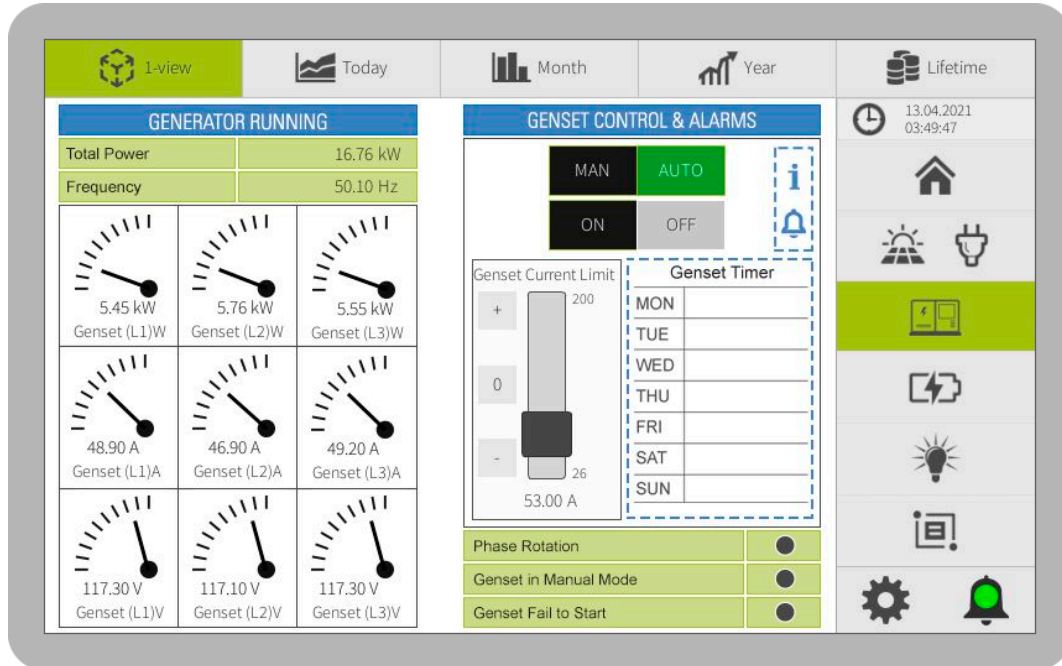 1-view
Today
Month
Year
Lifetime
GENERATOR RUNNING
Total Power 16.76 kW
Frequency 50.10 Hz
5.45 kW 5.76 kW 5.55 kW
Genset (L1)W Genset (L2)W Genset (L3)W
48.90 A 46.90 A 49.20 A
Genset (L1)A Genset (L2)A Genset (L3)A
117.30 V 117.10 V 117.30 V
Genset (L1)V Genset (L2)V Genset (L3)V
GENSET CONTROL & ALARMS
MAN AUTO
ON OFF
i
Genset Current Limit
+ 200
0
- 26
53.00 A
Genset Timer
MON
TUE
WED
THU
FRI
SAT
SUN
Phase Rotation
Genset in Manual Mode
Genset Fail to Start
13.04.2021
03:49:47